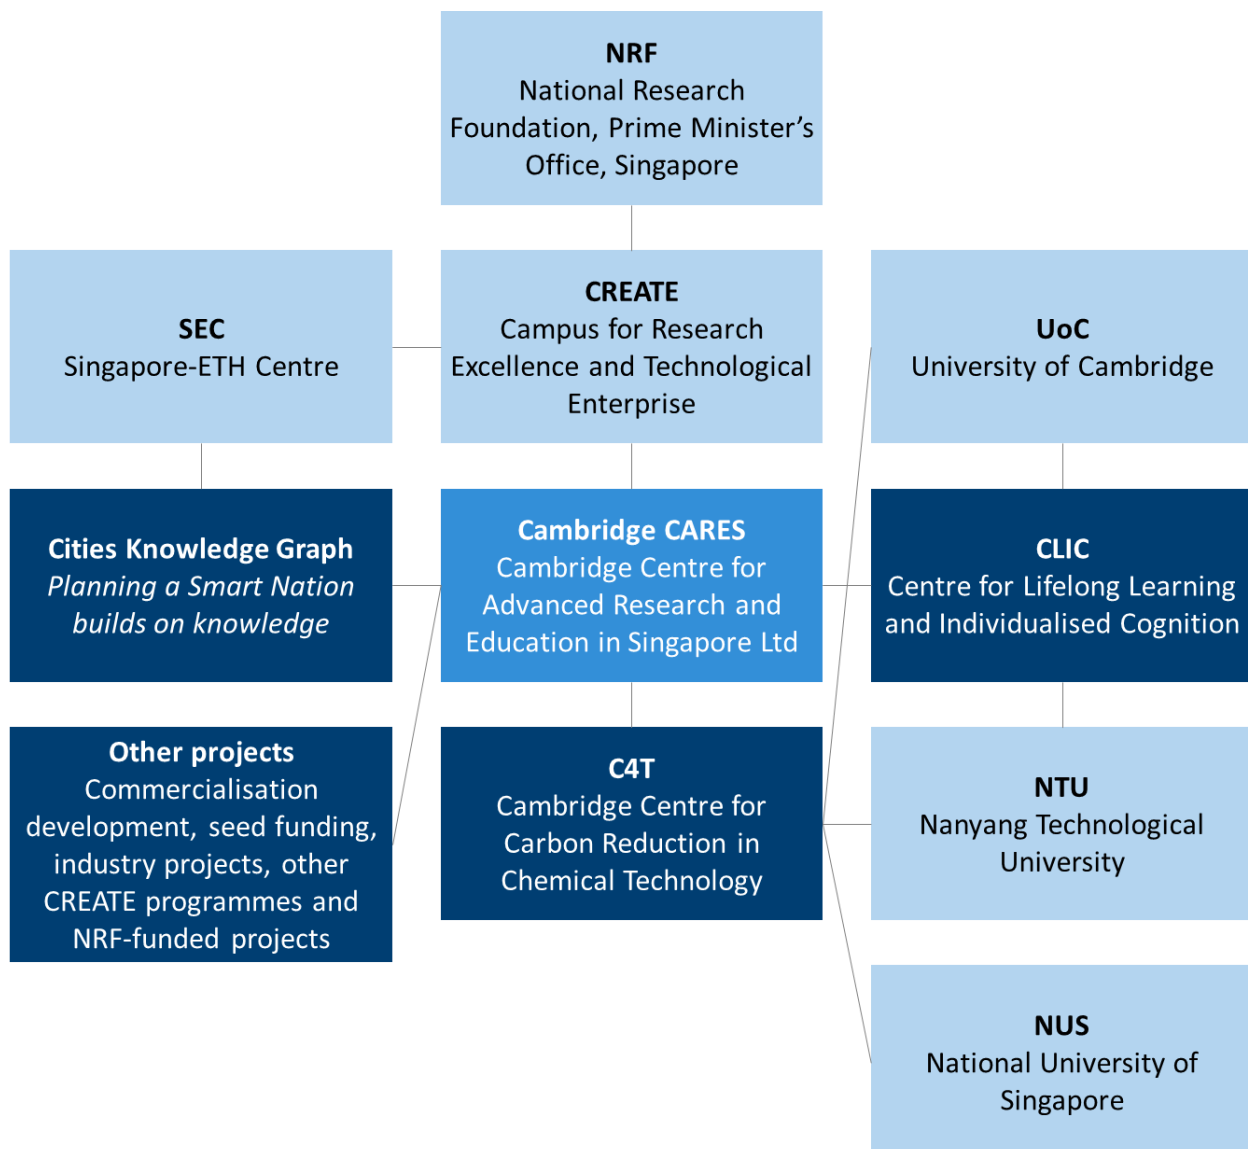 NRF
National Research
Foundation, Prime Minister’s
Office, Singapore
SEC
Singapore-ETH Centre
CREATE
Campus for Research
Excellence and Technological
Enterprise
UoC
University of Cambridge
Cities Knowledge Graph
Planning a Smart Nation
builds on knowledge
Cambridge CARES
Cambridge Centre for
Advanced Research and
Education in Singapore Ltd
CLIC
Centre for Lifelong Learning
and Individualised Cognition
Other projects
Commercialisation
development, seed funding,
industry projects, other
CREATE programmes and
NRF-funded projects
C4T
Cambridge Centre for
Carbon Reduction in
Chemical Technology
NTU
Nanyang Technological
University
NUS
National University of
Singapore